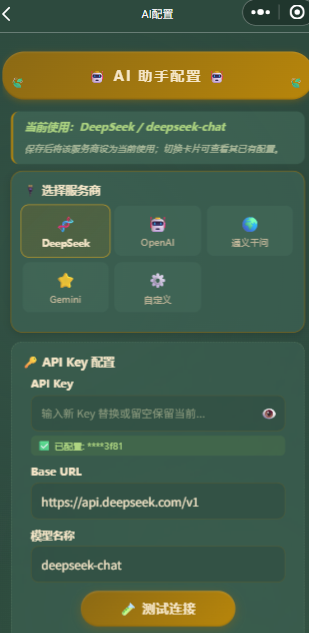 AI配置
AI 助手配置
当前使用：DeepSeek / deepseek-chat
保存后将该服务商设为当前使用；切换卡片可查看其已有配置。
选择服务商
DeepSeek
OpenAI
通义千问
Gemini
自定义
API Key 配置
API Key
输入新 Key 替换或留空保留当前...
已配置: ****3f81
Base URL
https://api.deepseek.com/v1
模型名称
deepseek-chat
测试连接